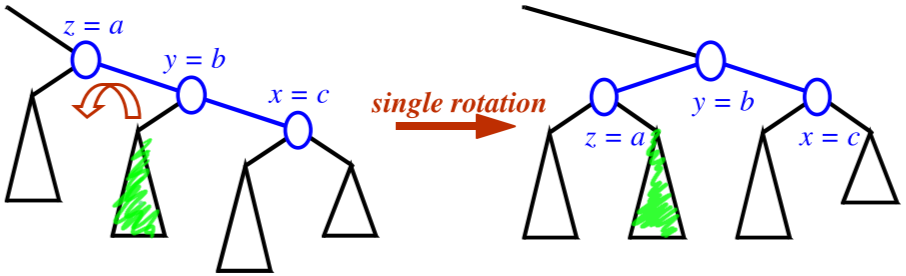 z = a
y = b
x = c
single rotation
y = b
z = a
x = c